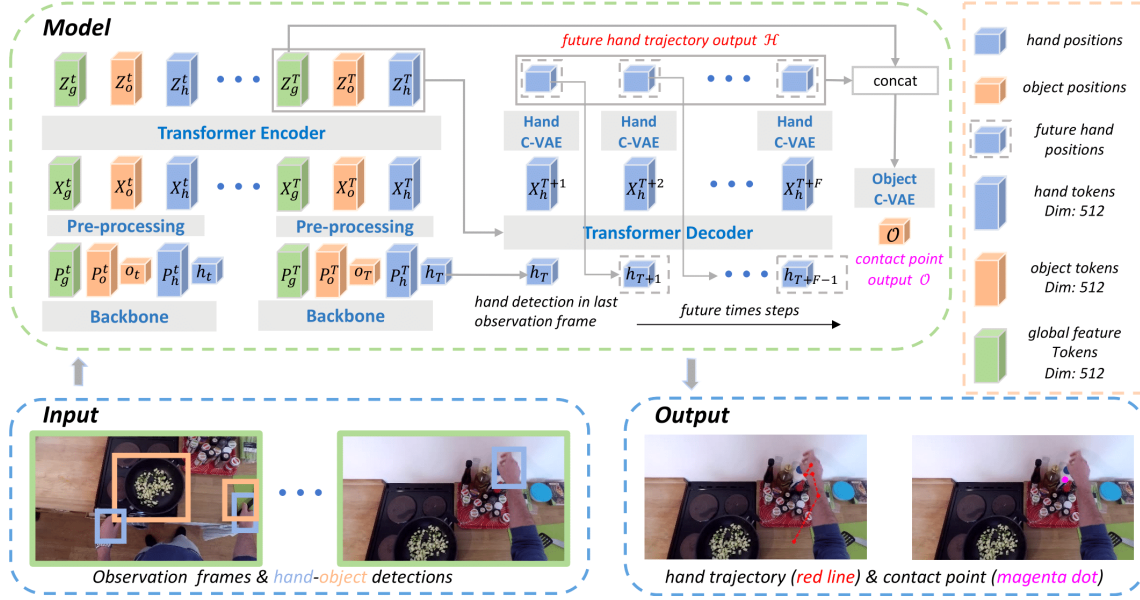 Model
future hand trajectory output ℋ
Z_g^t Z_o^t Z_h^t • • • Z_g^T Z_o^T Z_h^T
• • •
concat
Transformer Encoder
Hand C-VAE
Hand C-VAE
Hand C-VAE
X_g^t X_o^t X_h^t • • • X_g^T X_o^T X_h^T
X_h^{T+1} X_h^{T+2} • • • X_h^{T+F}
Object
C-VAE
Pre-processing Pre-processing
Transformer Decoder
𝒪
contact point
output 𝒪
P_g^t P_o^t o_t P_h^t h_t
P_g^T P_o^T o_T P_h^T h_T
h_T h_{T+1} • • • h_{T+F-1}
Backbone Backbone
hand detection in last
observation frame
future times steps
hand positions
object positions
future hand
positions
hand tokens
Dim: 512
object tokens
Dim: 512
global feature
Tokens
Dim: 512
Input
• • •
Observation frames & hand-object detections
Output
hand trajectory (red line) & contact point (magenta dot)